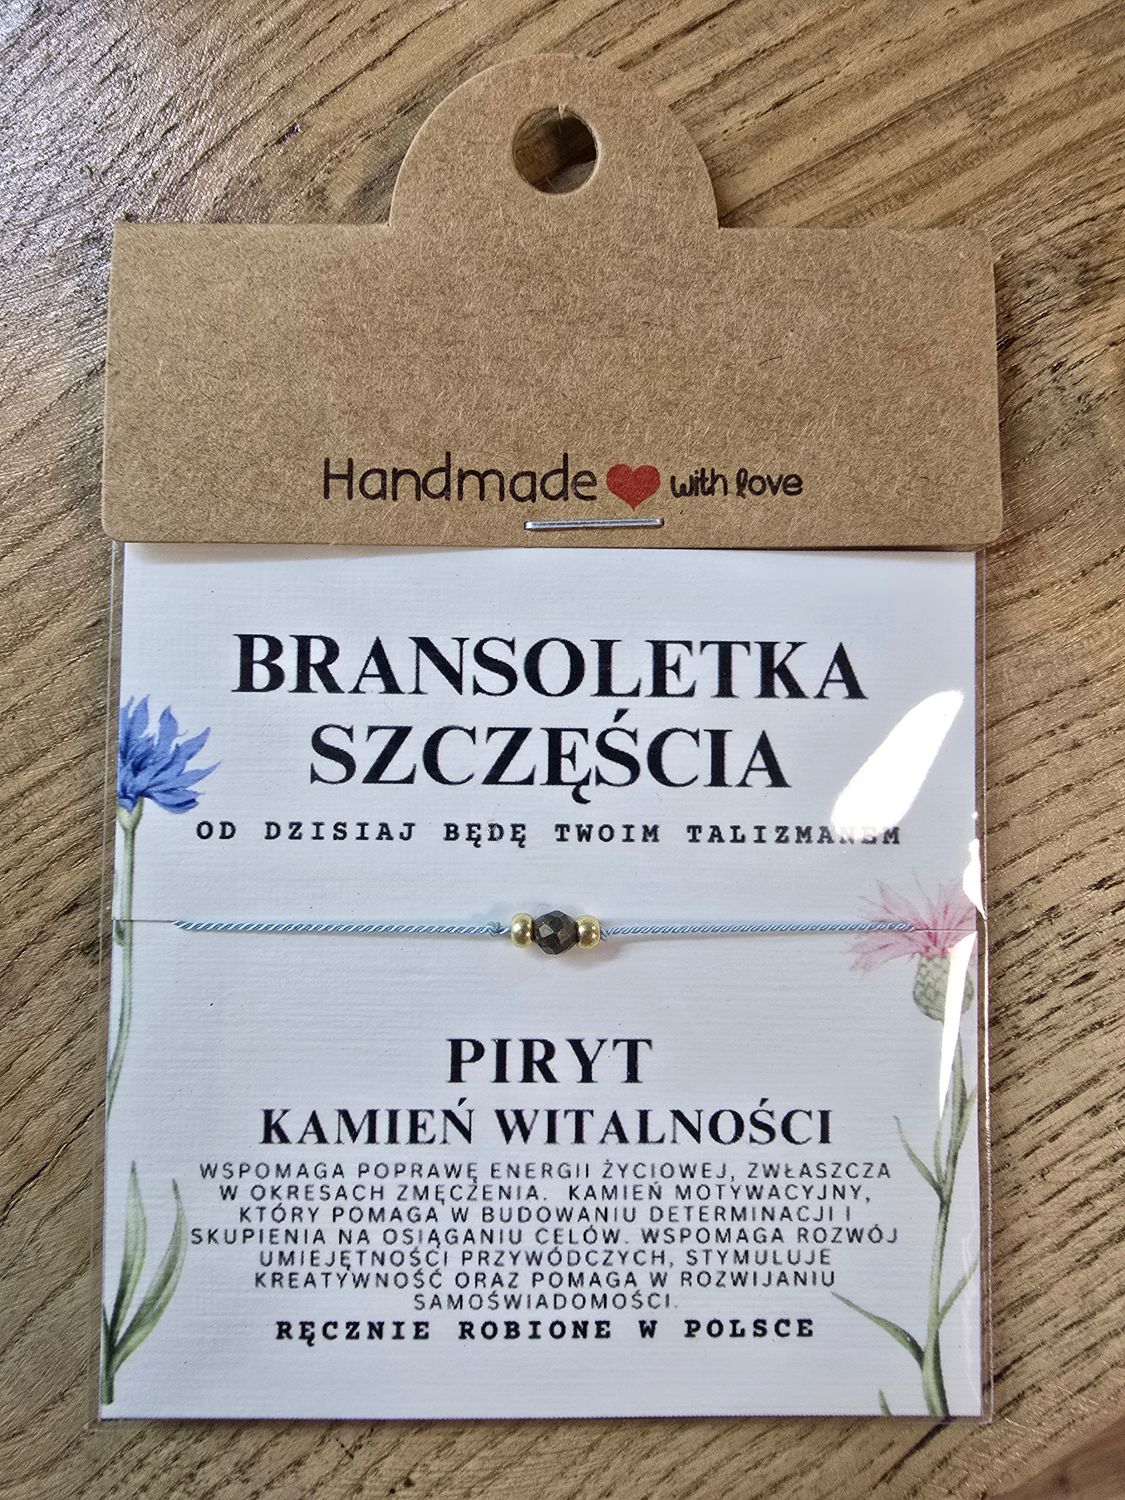 Handmade with love
BRANSOLETKA
SZCZĘŚCIA
OD DZISIAJ BĘDĘ TWOIM TALIZMANEM
PIRYT
KAMIEŃ WITALNOŚCI
WSPOMAGA POPRAWĘ ENERGII ŻYCIOWEJ, ZWŁASZCZA
W OKRESACH ZMĘCZENIA. KAMIEŃ MOTYWACYJNY,
KTÓRY POMAGA W BUDOWANIU DETERMINACJI I
SKUPIENIA NA OSIĄGANIU CELÓW. WSPOMAGA ROZWÓJ
UMIEJĘTNOŚCI PRZYWÓDCZYCH, STYMULUJE
KREATYWNOŚĆ ORAZ POMAGA W ROZWIJANIU
SAMOŚWIADOMOŚCI.
RĘCZNIE ROBIONE W POLSCE